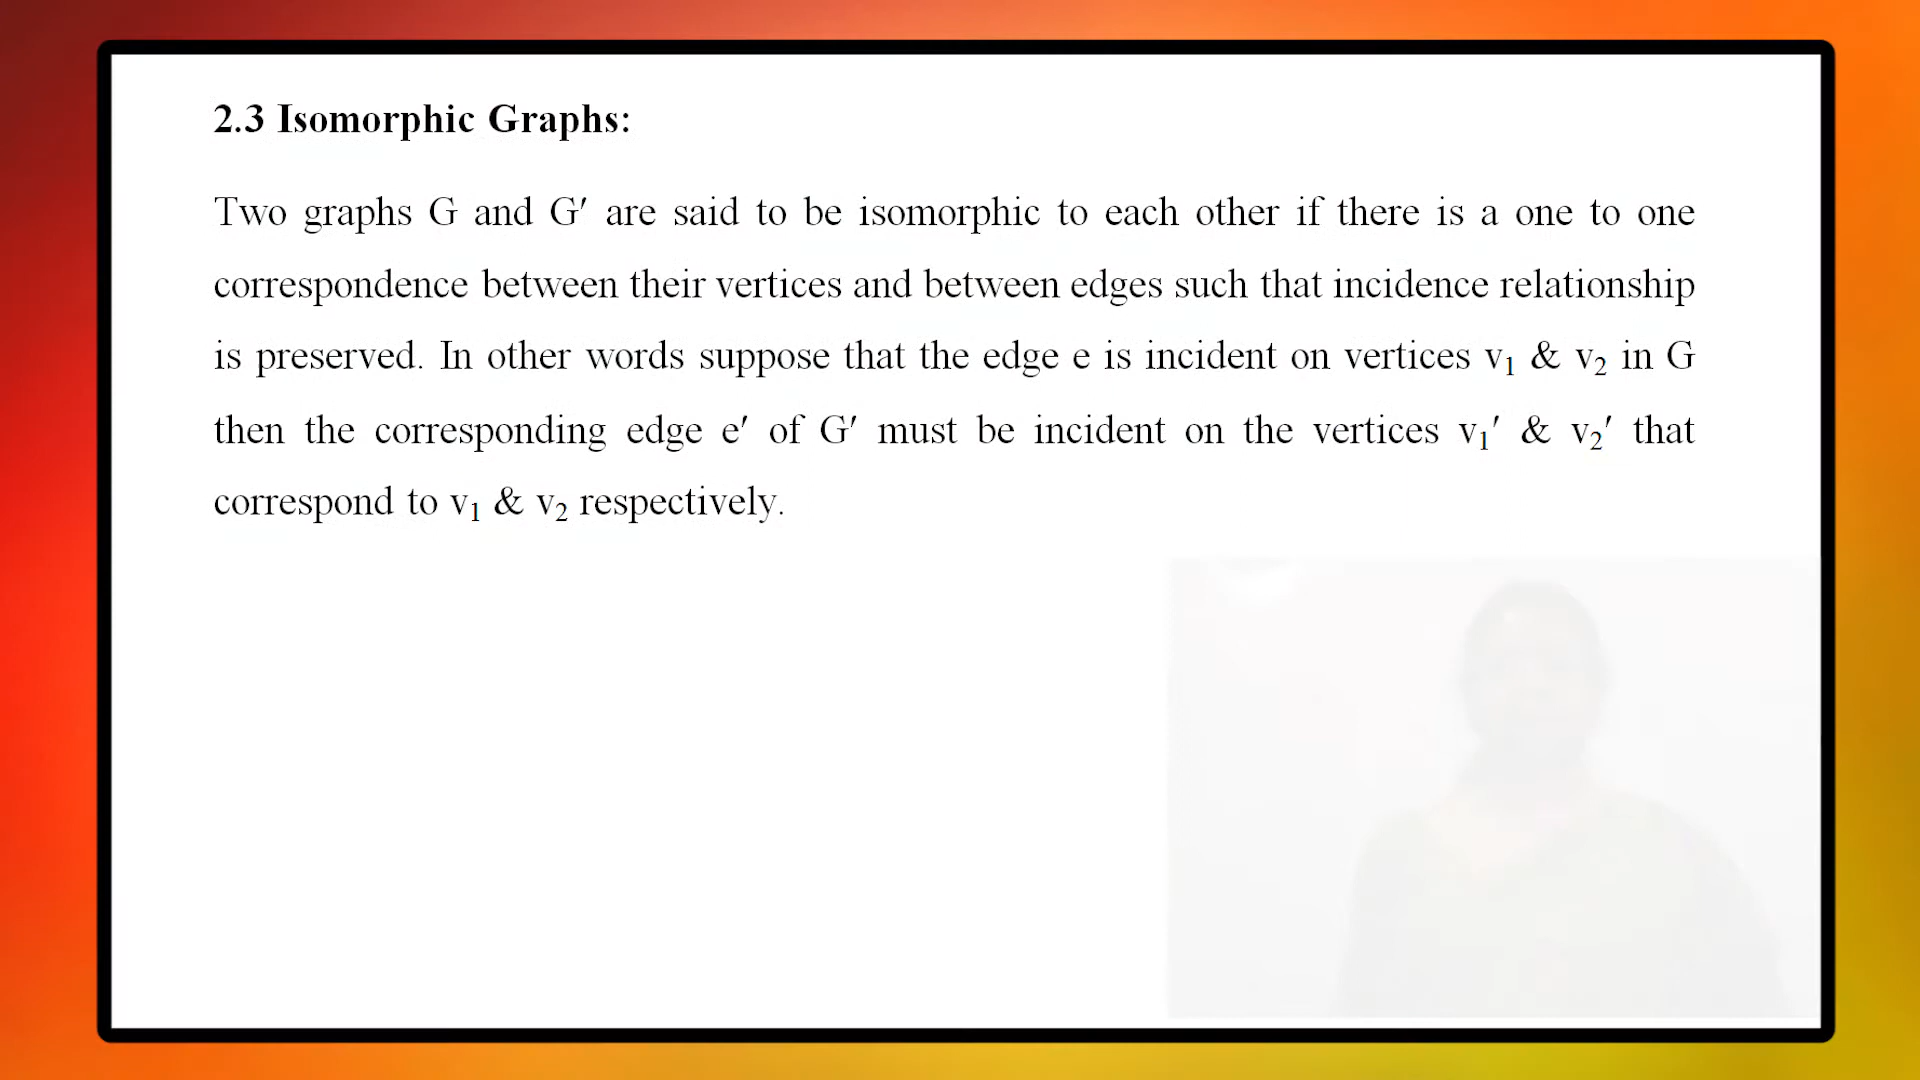 2.3 Isomorphic Graphs:
Two graphs G and G′ are said to be isomorphic to each other if there is a one to one
correspondence between their vertices and between edges such that incidence relationship
is preserved. In other words suppose that the edge e is incident on vertices v₁ & v₂ in G
then the corresponding edge e′ of G′ must be incident on the vertices v₁′ & v₂′ that
correspond to v₁ & v₂ respectively.